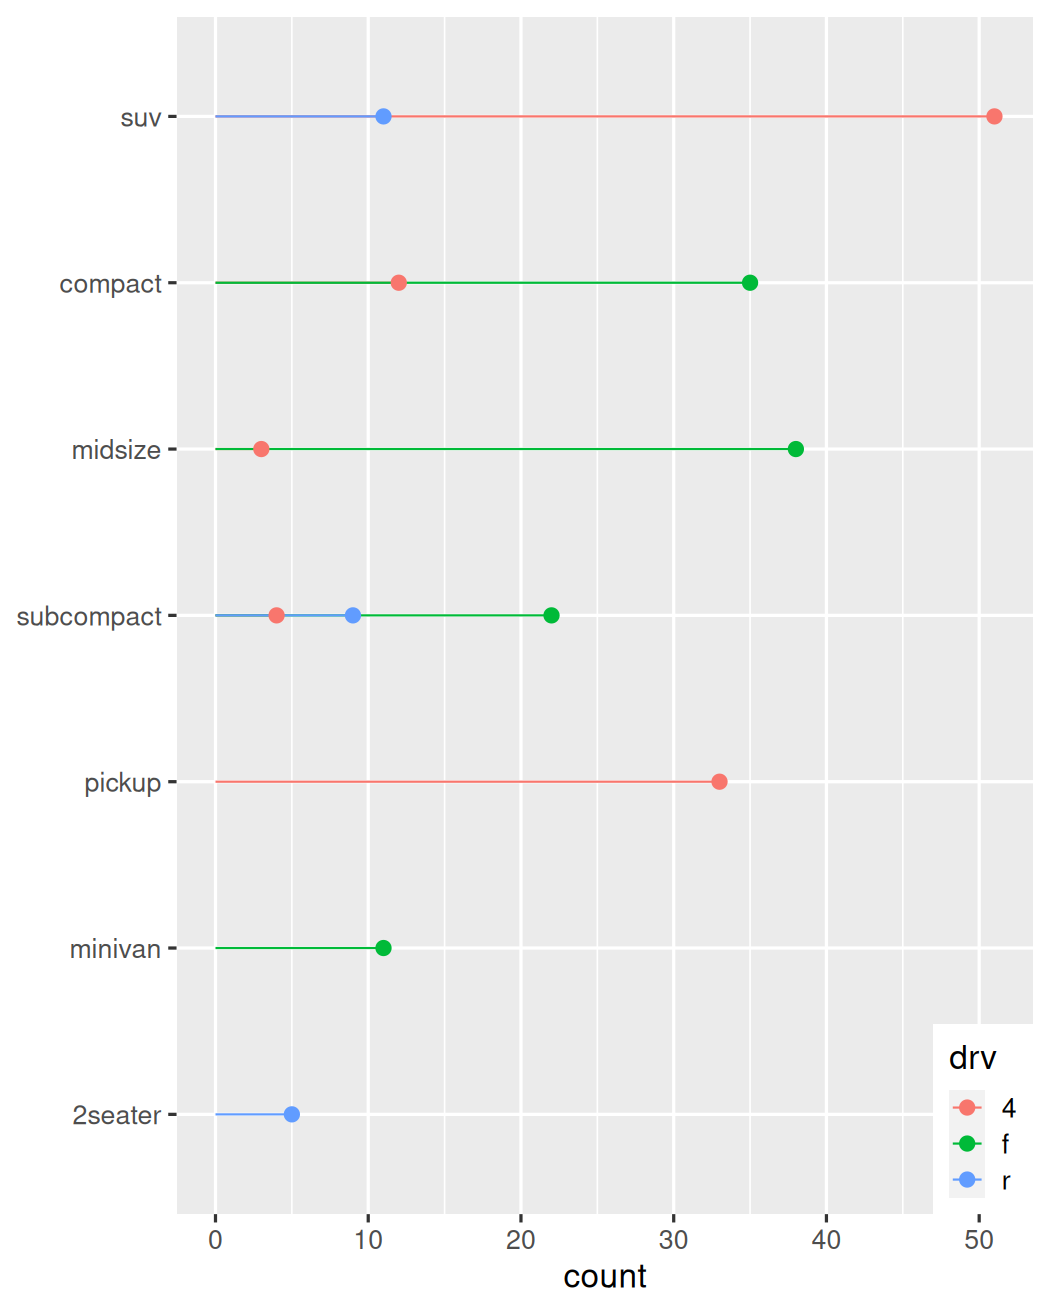 suv
compact
midsize
subcompact
pickup
minivan
2seater
drv
4
f
r
0 10 20 30 40 50
count